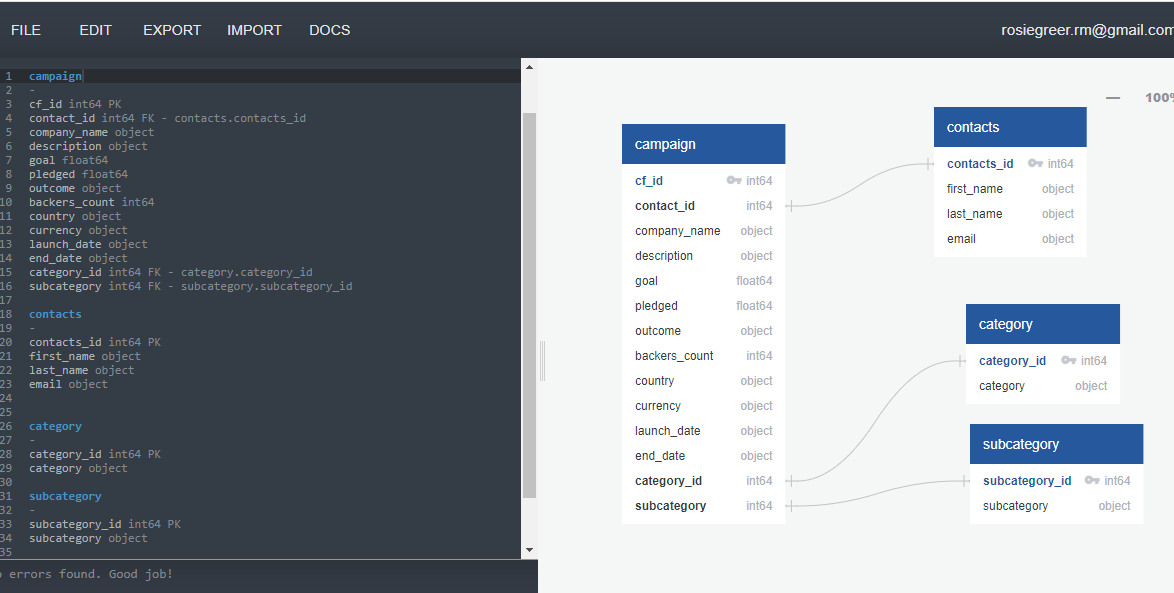 FILE EDIT EXPORT IMPORT DOCS rosiegreer.rm@gmail.com
1 campaign
2 -
3 cf_id int64 PK
4 contact_id int64 FK - contacts.contacts_id
5 company_name object
6 description object
7 goal float64
8 pledged float64
9 outcome object
10 backers_count int64
11 country object
12 currency object
13 launch_date object
14 end_date object
15 category_id int64 FK - category.category_id
16 subcategory int64 FK - subcategory.subcategory_id
17
18 contacts
19 -
20 contacts_id int64 PK
21 first_name object
22 last_name object
23 email object
24
25
26 category
27 -
28 category_id int64 PK
29 category object
30
31 subcategory
32 -
33 subcategory_id int64 PK
34 subcategory object
35
o errors found. Good job!
100%
campaign
cf_id int64
contact_id int64
company_name object
description object
goal float64
pledged float64
outcome object
backers_count int64
country object
currency object
launch_date object
end_date object
category_id int64
subcategory int64
contacts
contacts_id int64
first_name object
last_name object
email object
category
category_id int64
category object
subcategory
subcategory_id int64
subcategory object